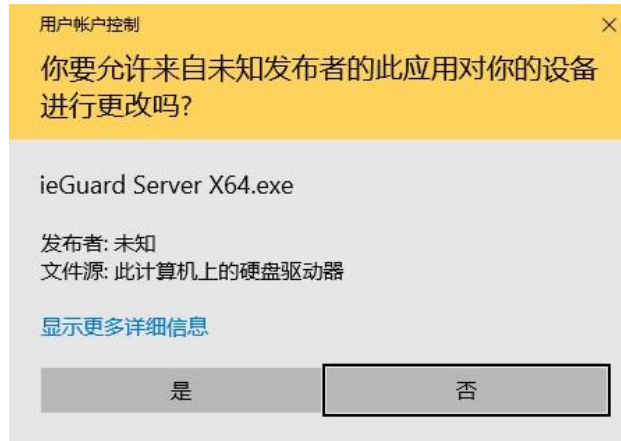 用户帐户控制
你要允许来自未知发布者的此应用对你的设备
进行更改吗?
ieGuard Server X64.exe
发布者: 未知
文件源: 此计算机上的硬盘驱动器
显示更多详细信息
是
否